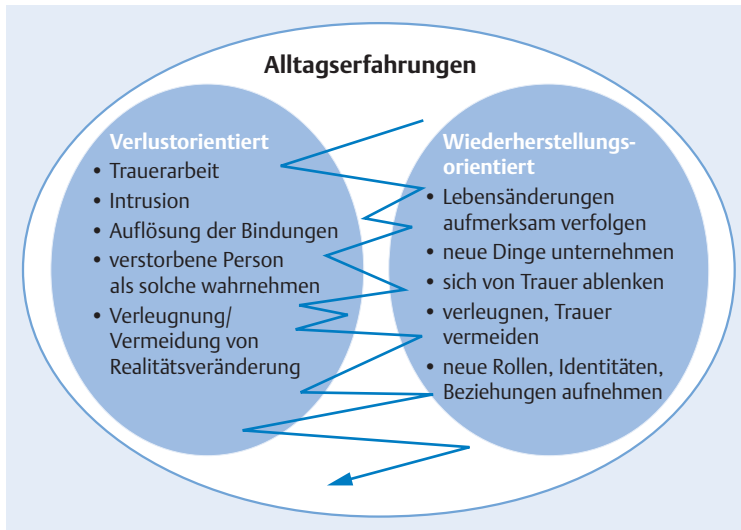 Alltagserfahrungen
Verlustorientiert
• Trauerarbeit
• Intrusion
• Auflösung der Bindungen
• verstorbene Person
als solche wahrnehmen
• Verleugnung/
Vermeidung von
Realitätsveränderung
Wiederherstellungs-
orientiert
• Lebensänderungen
aufmerksam verfolgen
• neue Dinge unternehmen
• sich von Trauer ablenken
• verleugnen, Trauer
vermeiden
• neue Rollen, Identitäten,
Beziehungen aufnehmen